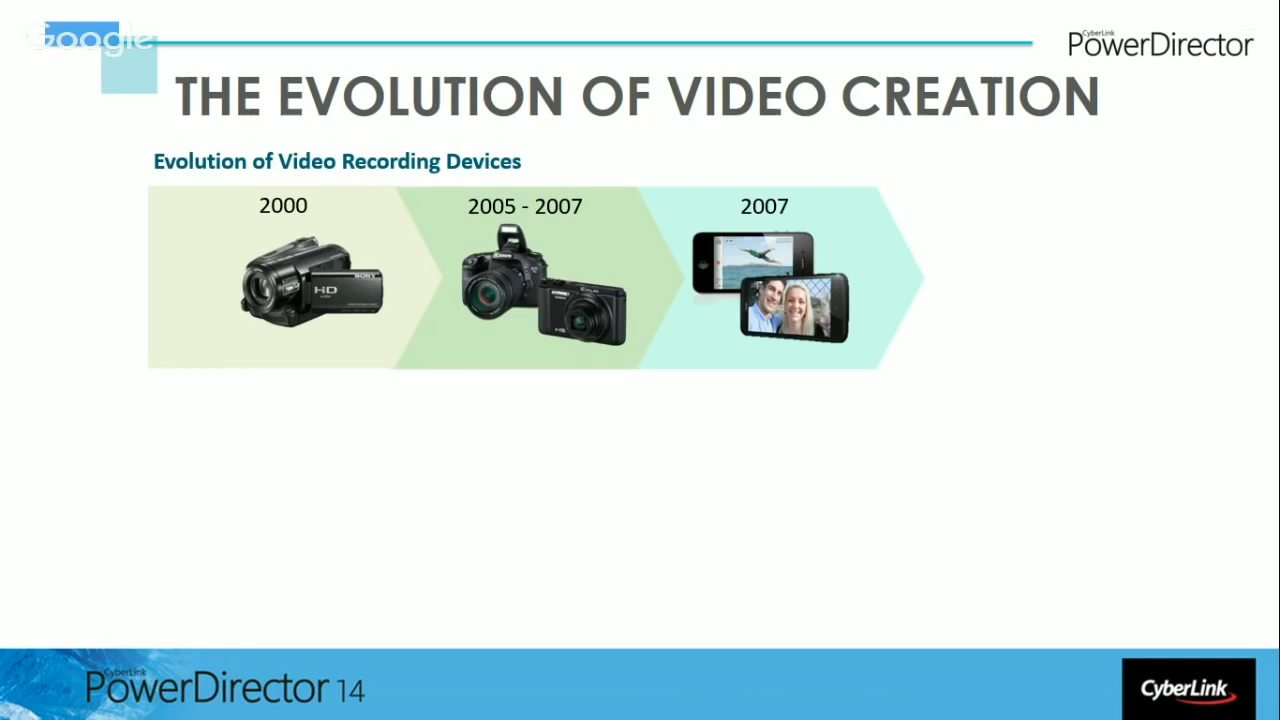 Google
CyberLink
PowerDirector
THE EVOLUTION OF VIDEO CREATION
Evolution of Video Recording Devices
2000
2005 - 2007
2007
SONY
HD
Canon
CyberLink
PowerDirector 14
CyberLink